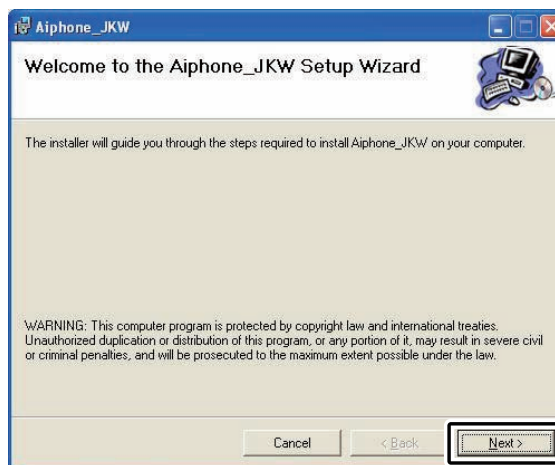 Aiphone_JKW
Welcome to the Aiphone_JKW Setup Wizard
The installer will guide you through the steps required to install Aiphone_JKW on your computer.
WARNING: This computer program is protected by copyright law and international treaties.
Unauthorized duplication or distribution of this program, or any portion of it, may result in severe civil
or criminal penalties, and will be prosecuted to the maximum extent possible under the law.
Cancel < Back Next >